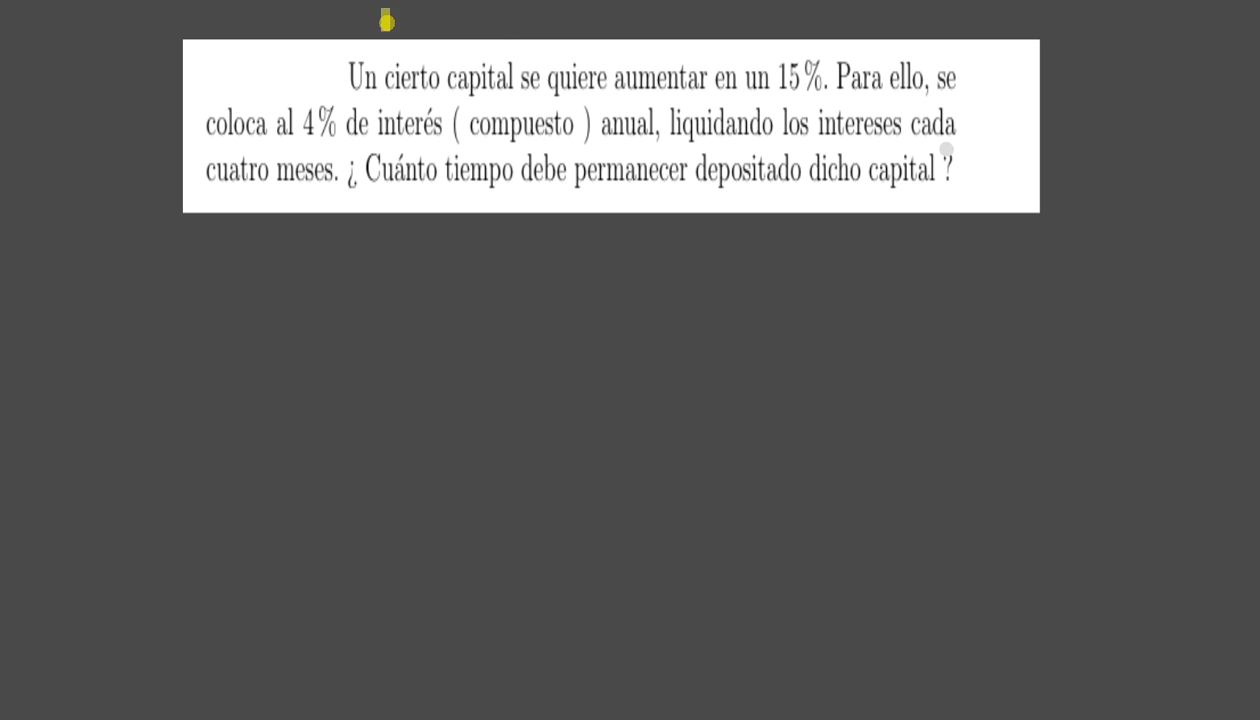 Un cierto capital se quiere aumentar en un 15 %. Para ello, se
coloca al 4 % de interés ( compuesto ) anual, liquidando los intereses cada
cuatro meses. ¿ Cuánto tiempo debe permanecer depositado dicho capital ?